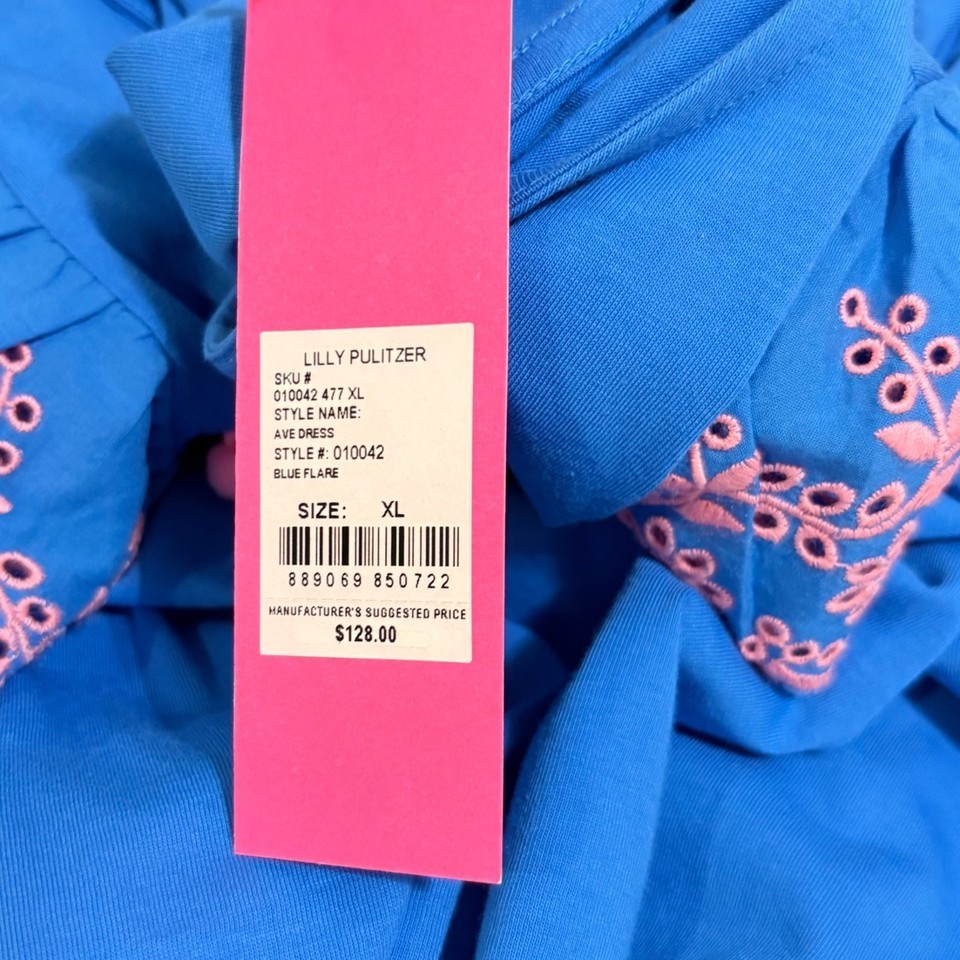 LILLY PULITZER
SKU #
010042 477 XL
STYLE NAME:
AVE DRESS
STYLE #: 010042
BLUE FLARE
SIZE: XL
889069 850722
MANUFACTURER'S SUGGESTED PRICE
$128.00